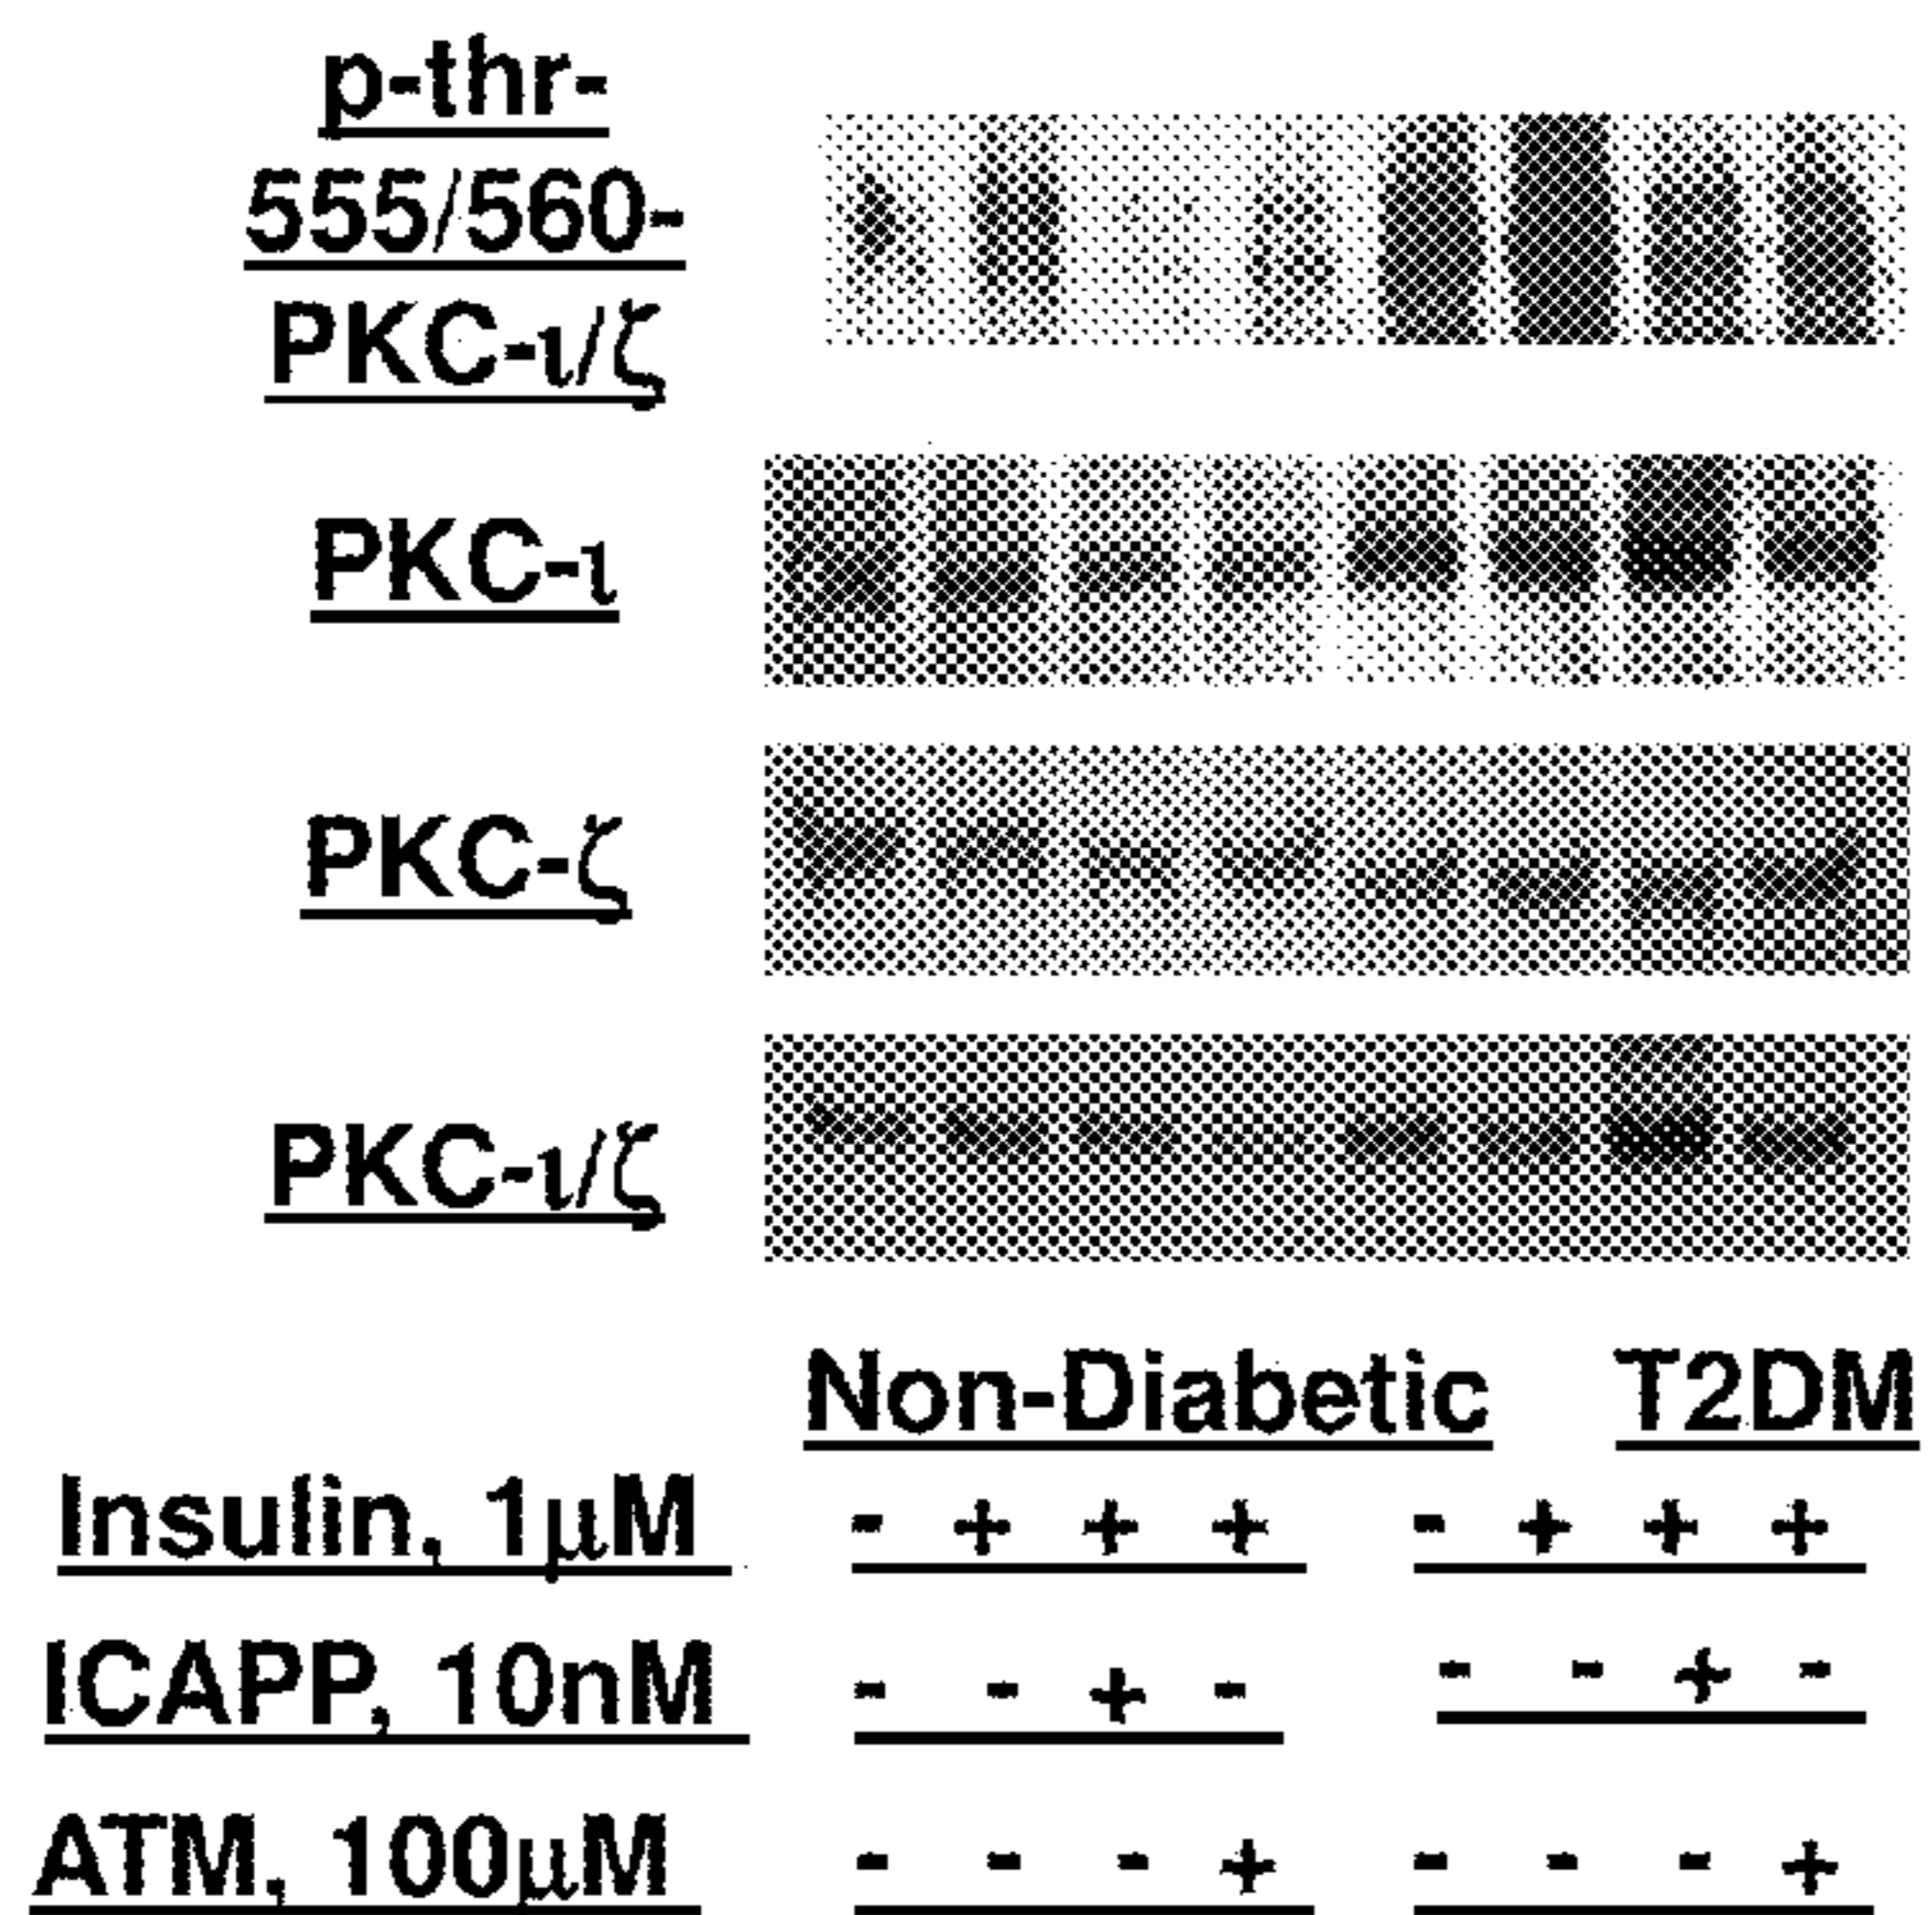 p-thr-
555/560-
PKC-ι/ζ
PKC-ι
PKC-ζ
PKC-ι/ζ
Non-Diabetic T2DM
Insulin, 1μM - + + + - + + +
ICAPP, 10nM - - + - - - + -
ATM, 100μM - - - + - - - +